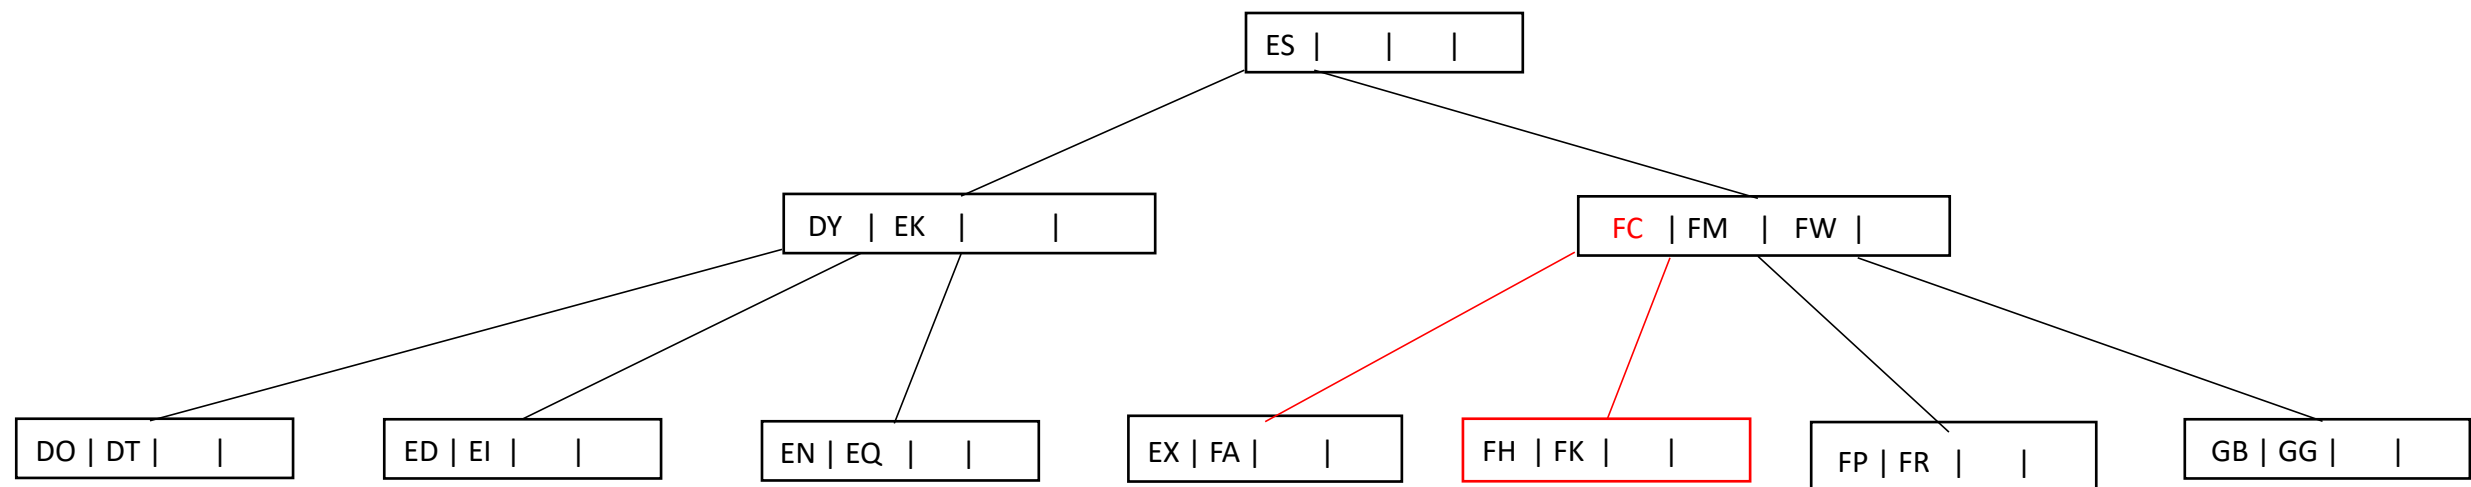 ES | | |
DY | EK | |
FC | FM | FW |
DO | DT | |
ED | EI | |
EN | EQ | |
EX | FA | |
FH | FK | |
FP | FR | |
GB | GG | |